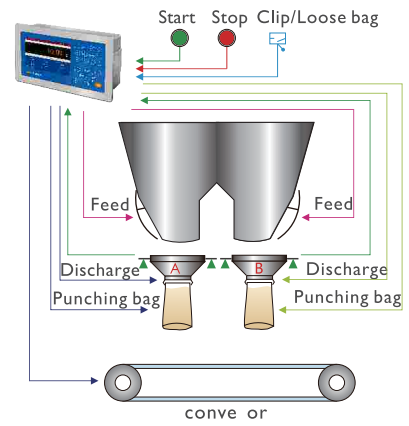 Start Stop Clip/Loose bag
Feed Feed
A B
Discharge Discharge
Punching bag Punching bag
conve or